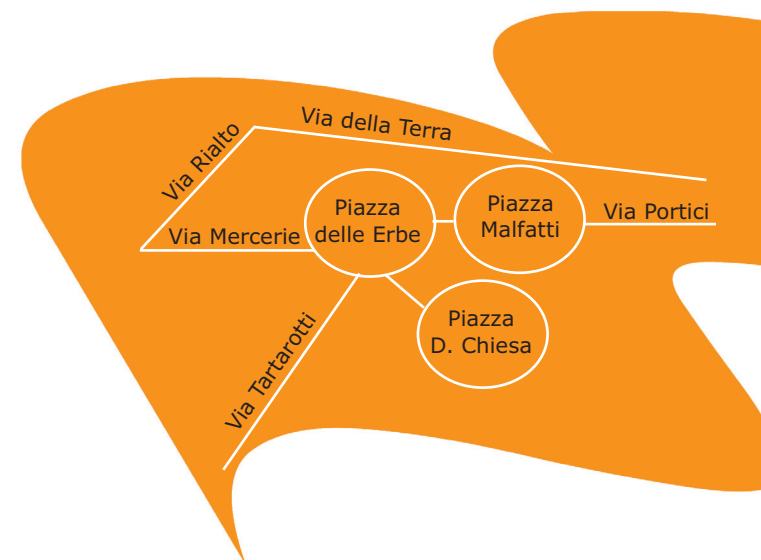 Via della Terra
Via Rialto
Piazza
delle Erbe
Piazza
Malfatti
Via Portici
Via Mercerie
Piazza
D. Chiesa
Via Tartarotti